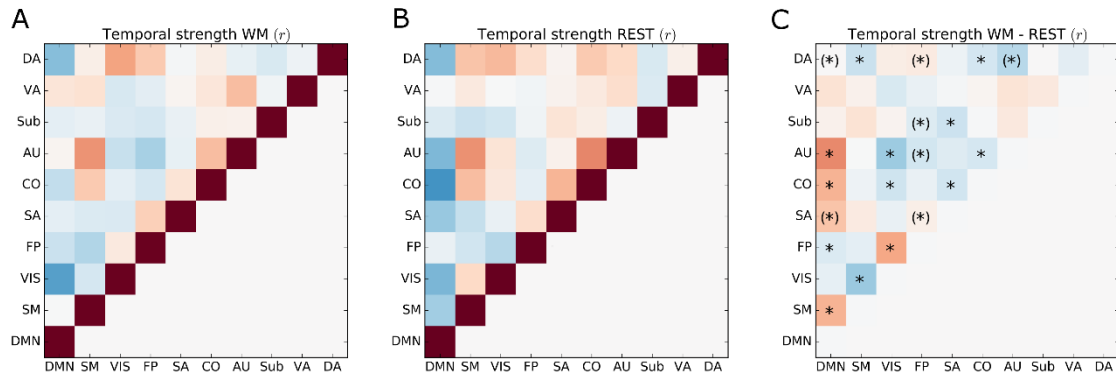 A
Temporal strength WM (r)
DA
VA
Sub
AU
CO
SA
FP
VIS
SM
DMN
DMN SM VIS FP SA CO AU Sub VA DA
B
Temporal strength REST (r)
DA
VA
Sub
AU
CO
SA
FP
VIS
SM
DMN
DMN SM VIS FP SA CO AU Sub VA DA
C
Temporal strength WM - REST (r)
DA (*) * (*) * (*)
VA
Sub (*) *
AU * * (*) *
CO * * *
SA (*) (*)
FP * *
VIS *
SM *
DMN
DMN SM VIS FP SA CO AU Sub VA DA